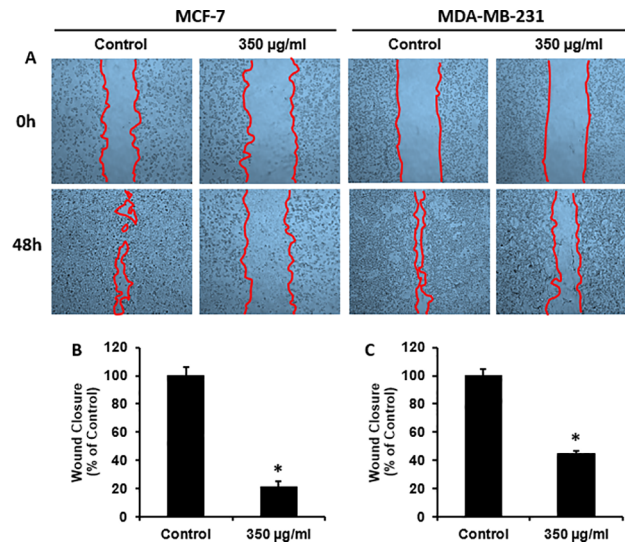 MCF-7 MDA-MB-231
Control 350 µg/ml Control 350 µg/ml
A
0h
48h
B
120
100
80
60
40
20
0
Wound Closure
(% of Control)
*
Control 350 µg/ml
C
120
100
80
60
40
20
0
Wound Closure
(% of Control)
*
Control 350 µg/ml